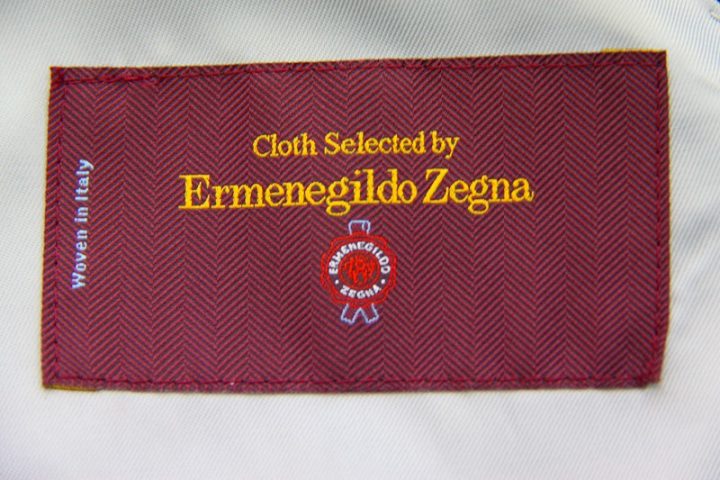 Cloth Selected by
Ermenegildo Zegna
ERMENEGILDO
ZEGNA
Woven in Italy